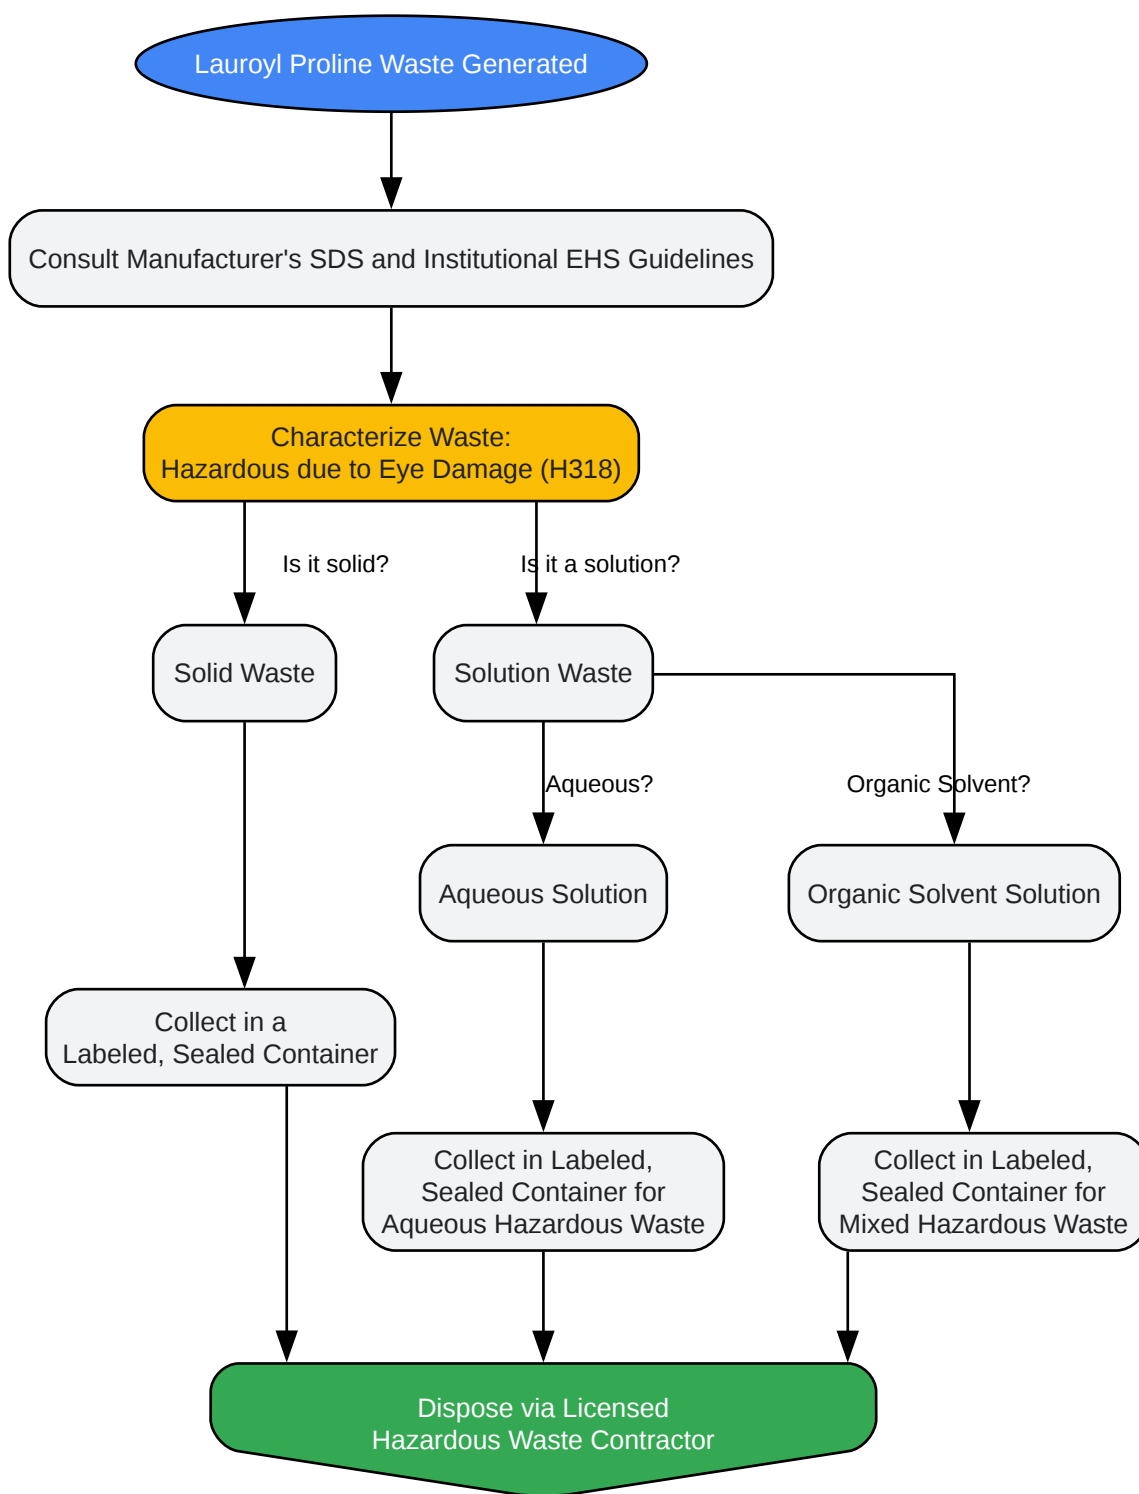 Lauroyl Proline Waste Generated
Consult Manufacturer's SDS and Institutional EHS Guidelines
Characterize Waste:
Hazardous due to Eye Damage (H318)
Is it solid?
Is it a solution?
Solid Waste
Solution Waste
Aqueous?
Organic Solvent?
Aqueous Solution
Organic Solvent Solution
Collect in a
Labeled, Sealed Container
Collect in Labeled,
Sealed Container for
Aqueous Hazardous Waste
Collect in Labeled,
Sealed Container for
Mixed Hazardous Waste
Dispose via Licensed
Hazardous Waste Contractor